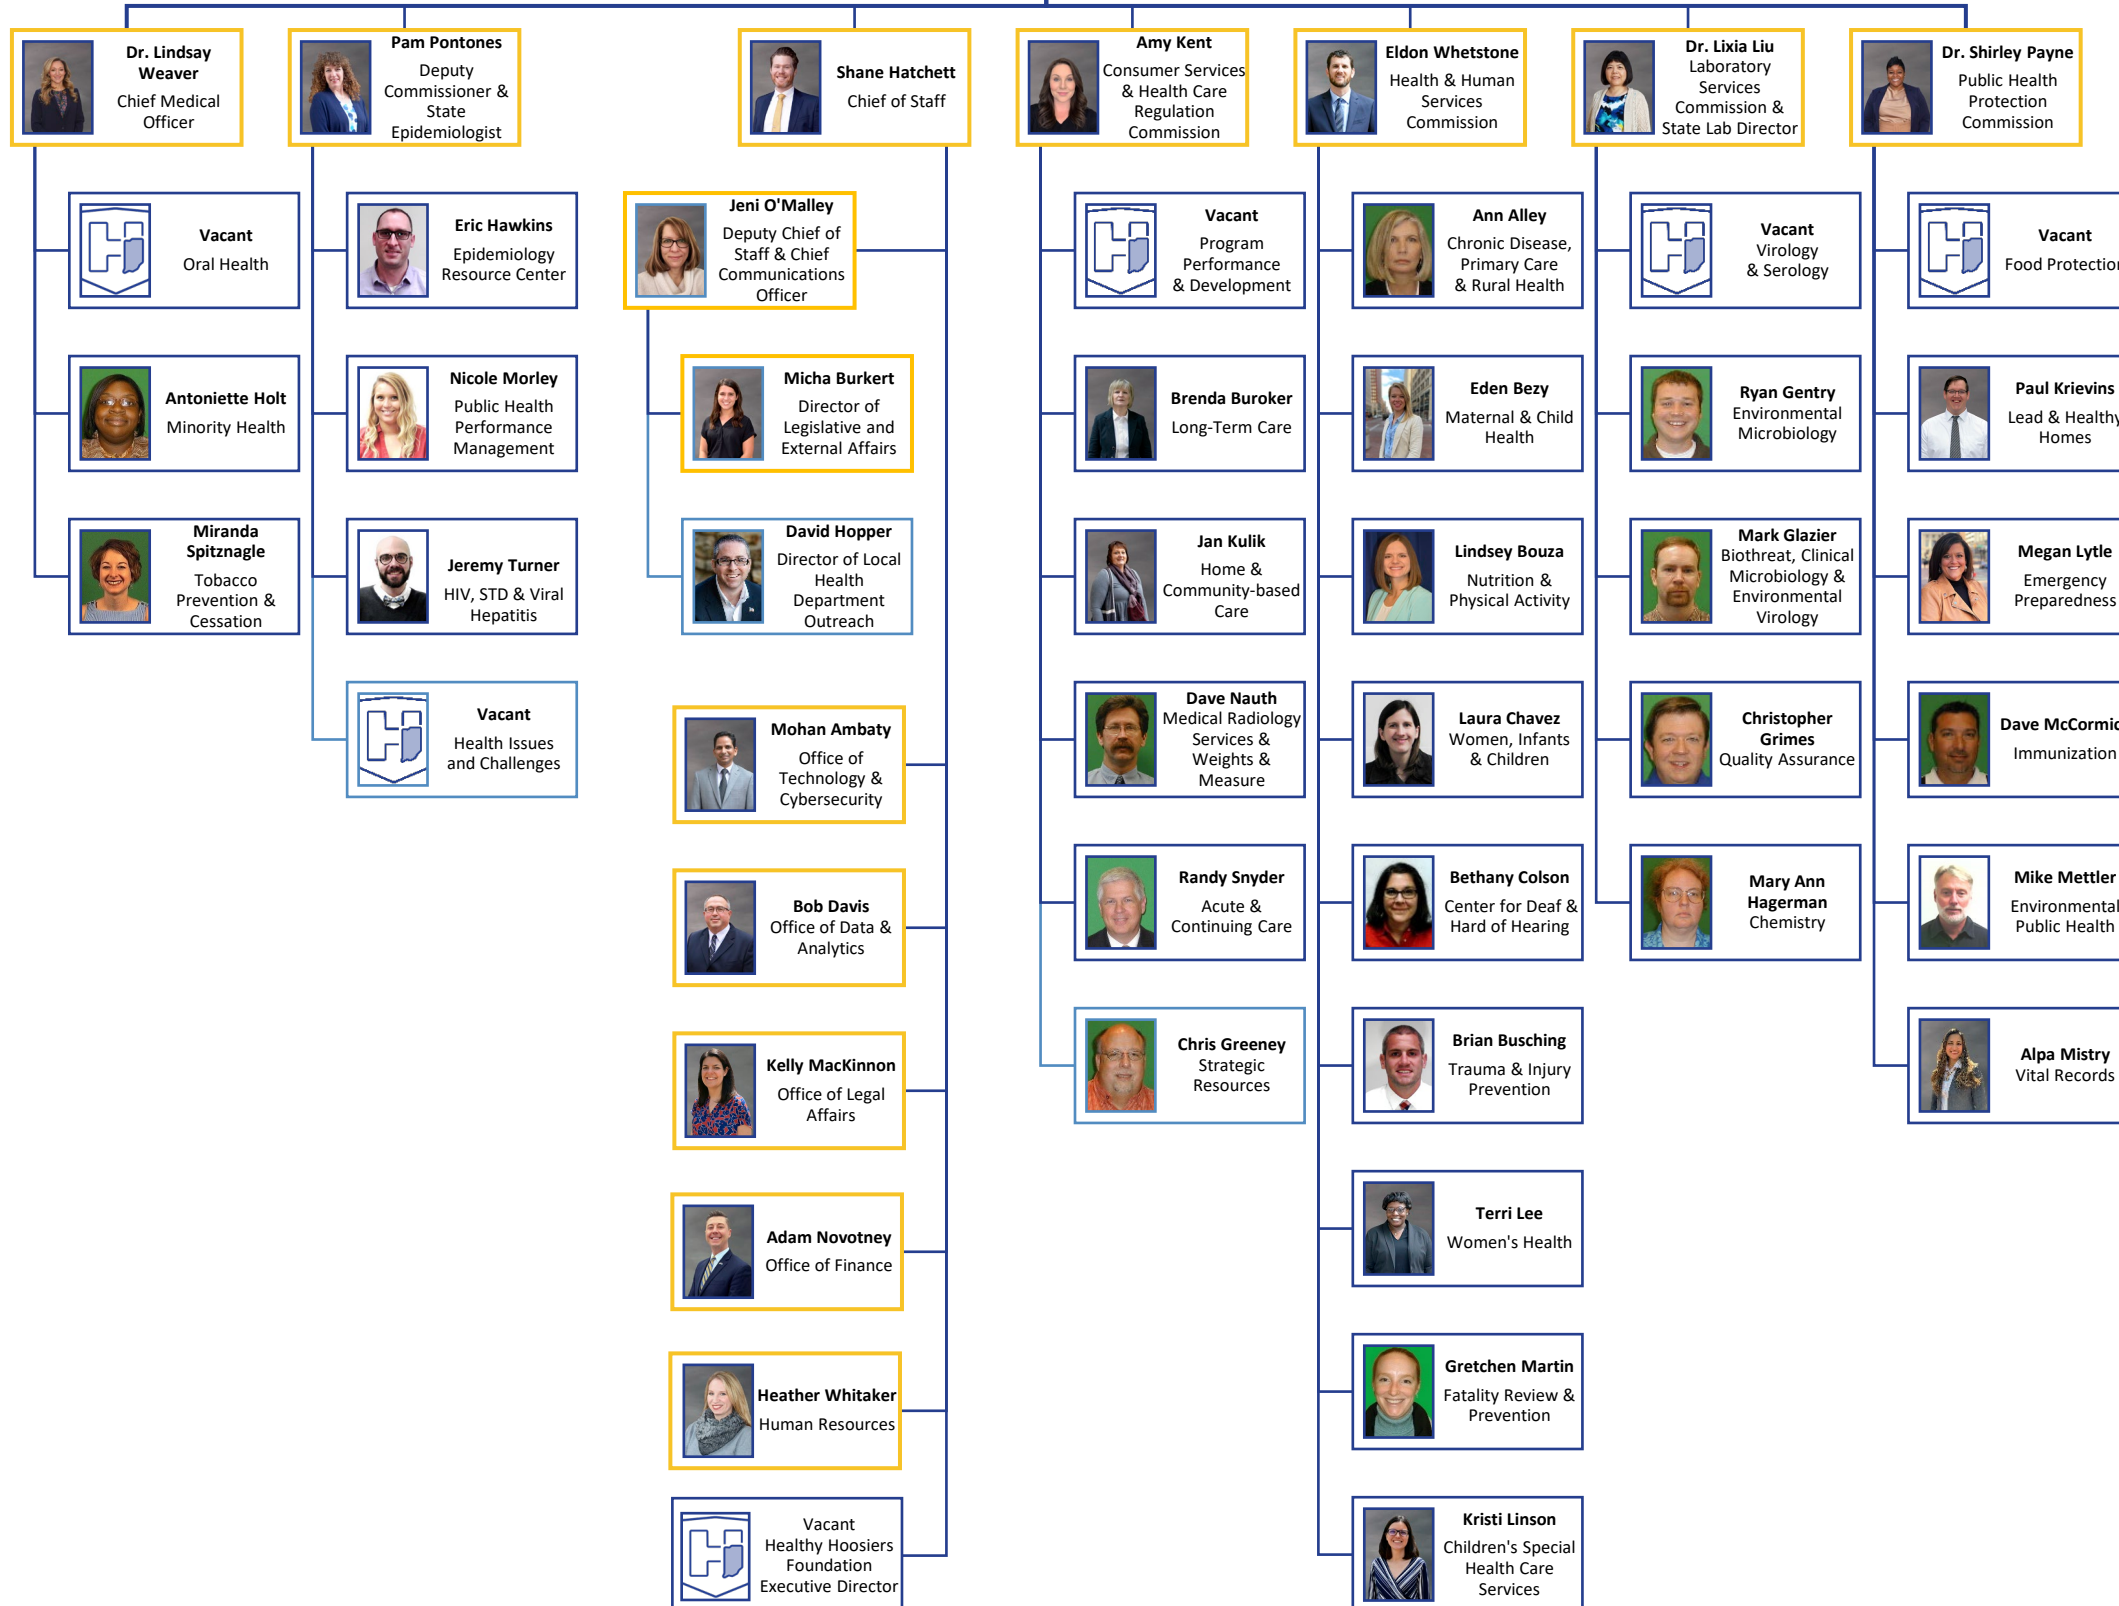 Dr. Lindsay
Weaver
Chief Medical
Officer
Pam Pontones
Deputy
Commissioner &
State
Epidemiologist
Shane Hatchett
Chief of Staff
Amy Kent
Consumer Services
& Health Care
Regulation
Commission
Eldon Whetstone
Health & Human
Services
Commission
Dr. Lixia Liu
Laboratory
Services
Commission &
State Lab Director
Dr. Shirley Payne
Public Health
Protection
Commission
Vacant
Oral Health
Antoniette Holt
Minority Health
Miranda
Spitznagle
Tobacco
Prevention &
Cessation
Eric Hawkins
Epidemiology
Resource Center
Nicole Morley
Public Health
Performance
Management
Jeremy Turner
HIV, STD & Viral
Hepatitis
Vacant
Health Issues
and Challenges
Jeni O'Malley
Deputy Chief of
Staff & Chief
Communications
Officer
Micha Burkert
Director of
Legislative and
External Affairs
David Hopper
Director of Local
Health
Department
Outreach
Mohan Ambaty
Office of
Technology &
Cybersecurity
Bob Davis
Office of Data &
Analytics
Kelly MacKinnon
Office of Legal
Affairs
Adam Novotney
Office of Finance
Heather Whitaker
Human Resources
Vacant
Healthy Hoosiers
Foundation
Executive Director
Vacant
Program
Performance
& Development
Brenda Buroker
Long-Term Care
Jan Kulik
Home &
Community-based
Care
Dave Nauth
Medical Radiology
Services &
Weights &
Measure
Randy Snyder
Acute &
Continuing Care
Chris Greeney
Strategic
Resources
Ann Alley
Chronic Disease,
Primary Care
& Rural Health
Eden Bezy
Maternal & Child
Health
Lindsey Bouza
Nutrition &
Physical Activity
Laura Chavez
Women, Infants
& Children
Bethany Colson
Center for Deaf &
Hard of Hearing
Brian Busching
Trauma & Injury
Prevention
Terri Lee
Women's Health
Gretchen Martin
Fatality Review &
Prevention
Kristi Linson
Children's Special
Health Care
Services
Vacant
Virology
& Serology
Ryan Gentry
Environmental
Microbiology
Mark Glazier
Biothreat, Clinical
Microbiology &
Environmental
Virology
Christopher
Grimes
Quality Assurance
Mary Ann
Hagerman
Chemistry
Vacant
Food Protection
Paul Krievins
Lead & Healthy
Homes
Megan Lytle
Emergency
Preparedness
Dave McCormic
Immunization
Mike Mettler
Environmental
Public Health
Alpa Mistry
Vital Records